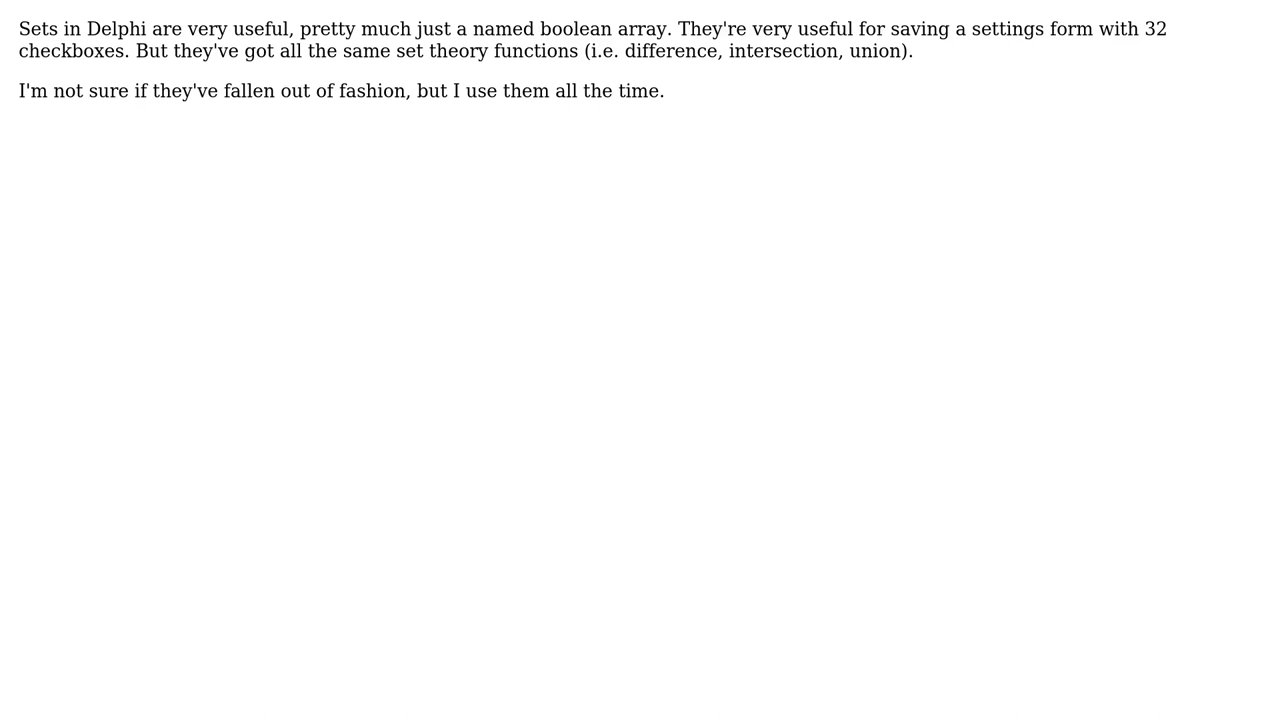 Sets in Delphi are very useful, pretty much just a named boolean array. They're very useful for saving a settings form with 32
checkboxes. But they've got all the same set theory functions (i.e. difference, intersection, union).
I'm not sure if they've fallen out of fashion, but I use them all the time.